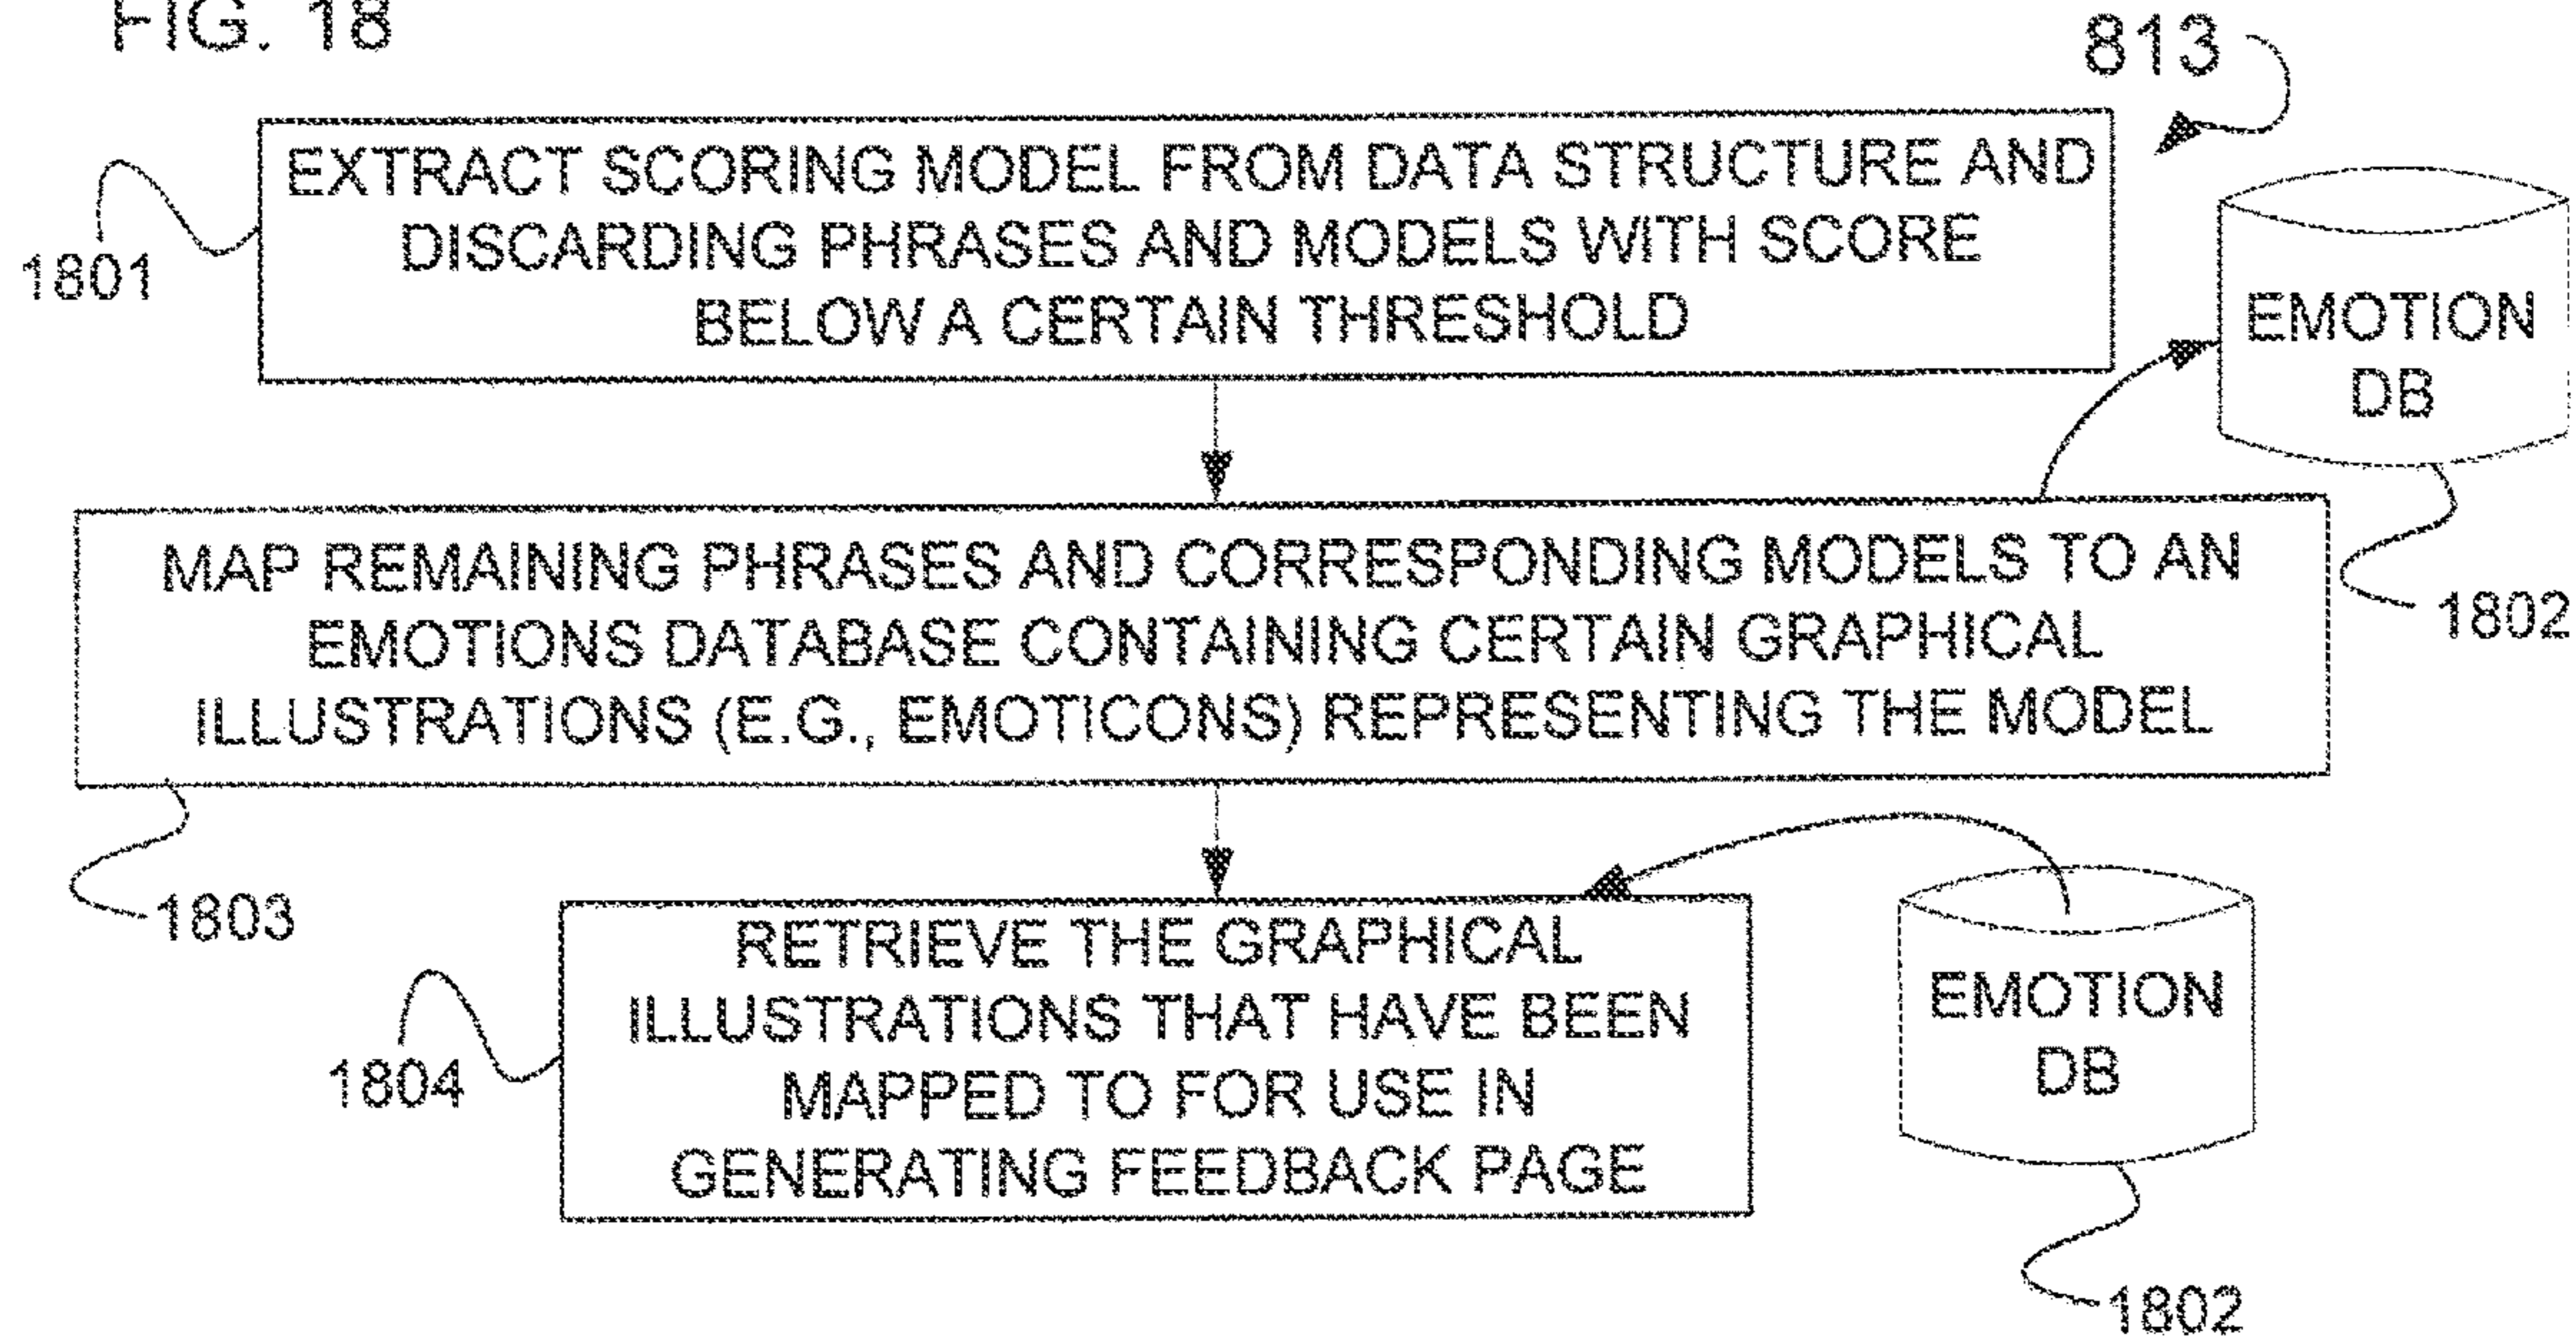 FIG. 18
813
EXTRACT SCORING MODEL FROM DATA STRUCTURE AND
DISCARDING PHRASES AND MODELS WITH SCORE
BELOW A CERTAIN THRESHOLD
1801
EMOTION
DB
1802
MAP REMAINING PHRASES AND CORRESPONDING MODELS TO AN
EMOTIONS DATABASE CONTAINING CERTAIN GRAPHICAL
ILLUSTRATIONS (E.G., EMOTICONS) REPRESENTING THE MODEL
1803
RETRIEVE THE GRAPHICAL
ILLUSTRATIONS THAT HAVE BEEN
MAPPED TO FOR USE IN
GENERATING FEEDBACK PAGE
1804
EMOTION
DB
1802